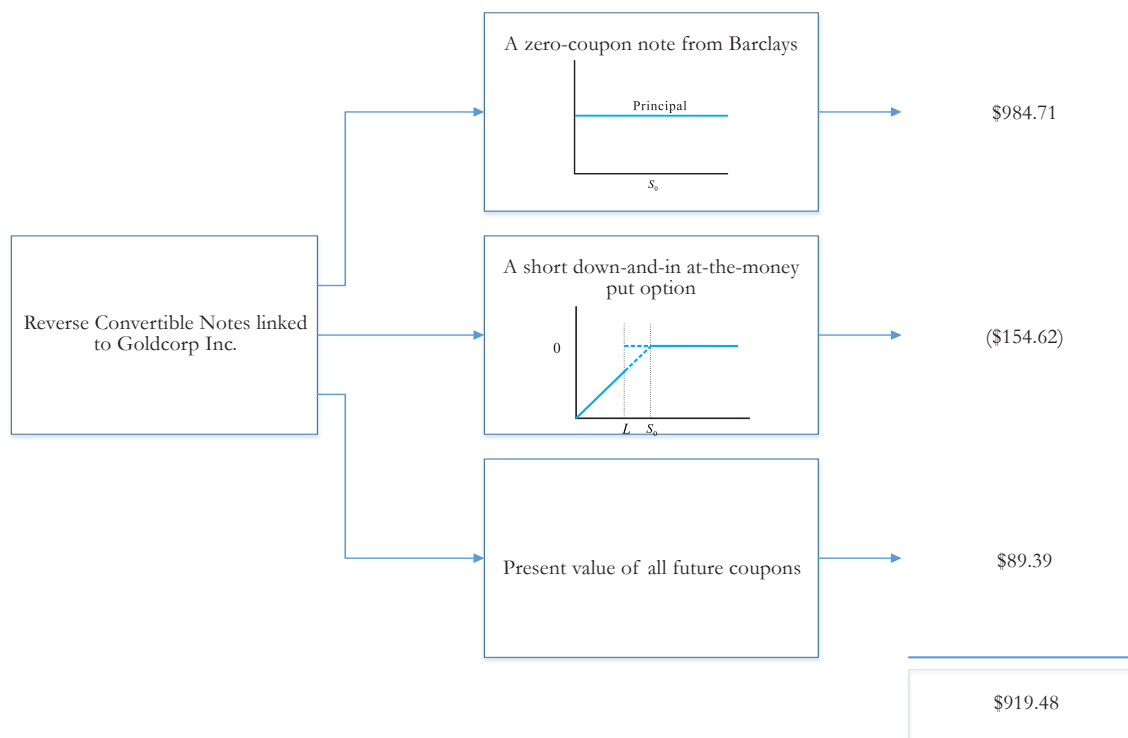 A zero-coupon note from Barclays
Principal
S₀
$984.71
Reverse Convertible Notes linked
to Goldcorp Inc.
A short down-and-in at-the-money
put option
0
L S₀
($154.62)
Present value of all future coupons
$89.39
$919.48